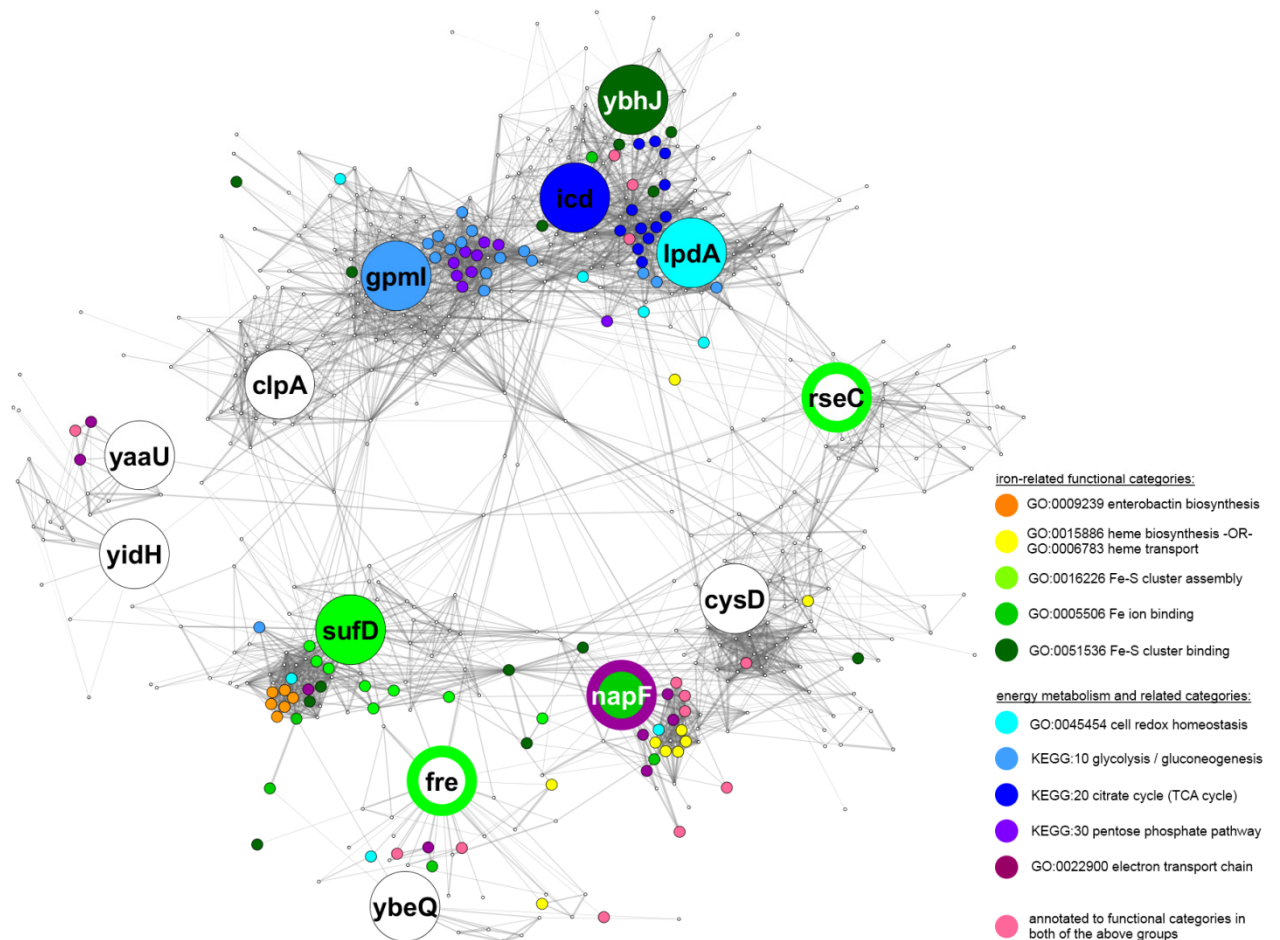 ybhJ
icd
lpdA
gpmI
clpA
rseC
yaaU
yidH
cysD
sufD
napF
fre
ybeQ
iron-related functional categories:
GO:0009239 enterobactin biosynthesis
GO:0015886 heme biosynthesis -OR-
GO:0006783 heme transport
GO:0016226 Fe-S cluster assembly
GO:0005506 Fe ion binding
GO:0051536 Fe-S cluster binding
energy metabolism and related categories:
GO:0045454 cell redox homeostasis
KEGG:10 glycolysis / gluconeogenesis
KEGG:20 citrate cycle (TCA cycle)
KEGG:30 pentose phosphate pathway
GO:0022900 electron transport chain
annotated to functional categories in
both of the above groups